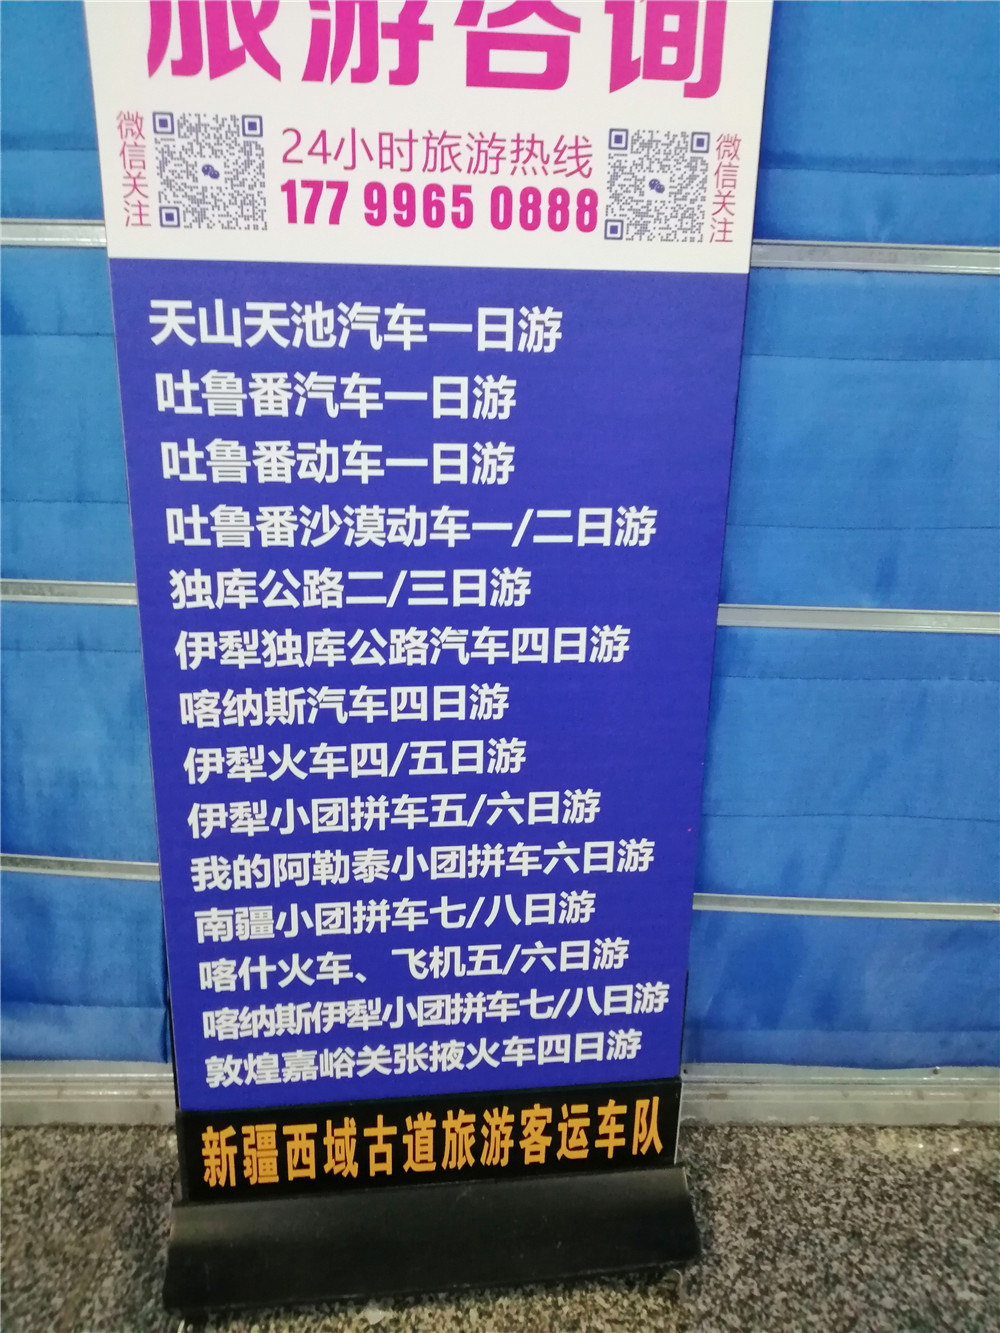 旅游咨询
微信关注
24小时旅游热线
微信关注
177 9965 0888
天山天池汽车一日游
吐鲁番汽车一日游
吐鲁番动车一日游
吐鲁番沙漠动车一/二日游
独库公路二/三日游
伊犁独库公路汽车四日游
喀纳斯汽车四日游
伊犁火车四/五日游
伊犁小团拼车五/六日游
我的阿勒泰小团拼车六日游
南疆小团拼车七/八日游
喀什火车、飞机五/六日游
喀纳斯伊犁小团拼车七/八日游
敦煌嘉峪关张掖火车四日游
新疆西域古道旅游客运车队